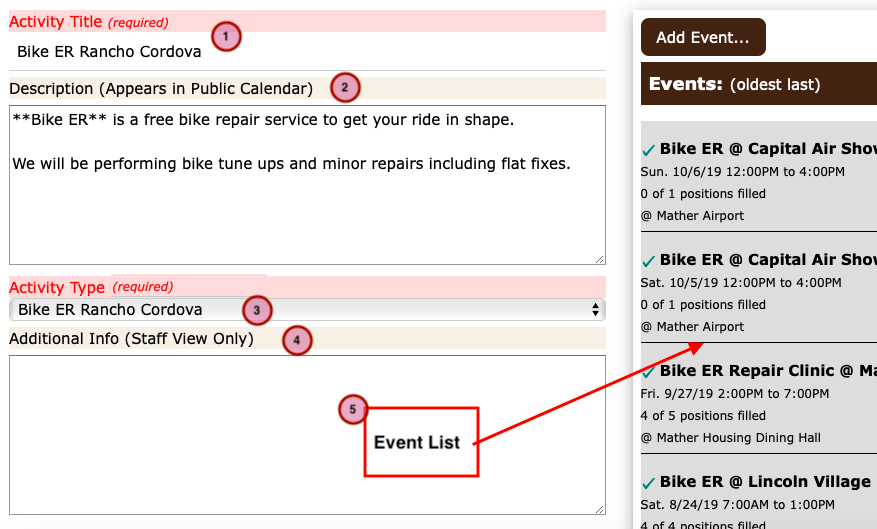 Activity Title (required)
1
Bike ER Rancho Cordova
Description (Appears in Public Calendar)
2
**Bike ER** is a free bike repair service to get your ride in shape.
We will be performing bike tune ups and minor repairs including flat fixes.
Activity Type (required)
Bike ER Rancho Cordova
3
Additional Info (Staff View Only)
4
5
Event List
Add Event...
Events: (oldest last)
✓ Bike ER @ Capital Air Show
Sun. 10/6/19 12:00PM to 4:00PM
0 of 1 positions filled
@ Mather Airport
✓ Bike ER @ Capital Air Show
Sat. 10/5/19 12:00PM to 4:00PM
0 of 1 positions filled
@ Mather Airport
✓ Bike ER Repair Clinic @ Ma
Fri. 9/27/19 2:00PM to 7:00PM
4 of 5 positions filled
@ Mather Housing Dining Hall
✓ Bike ER @ Lincoln Village
Sat. 8/24/19 7:00AM to 1:00PM
4 of 4 positions filled